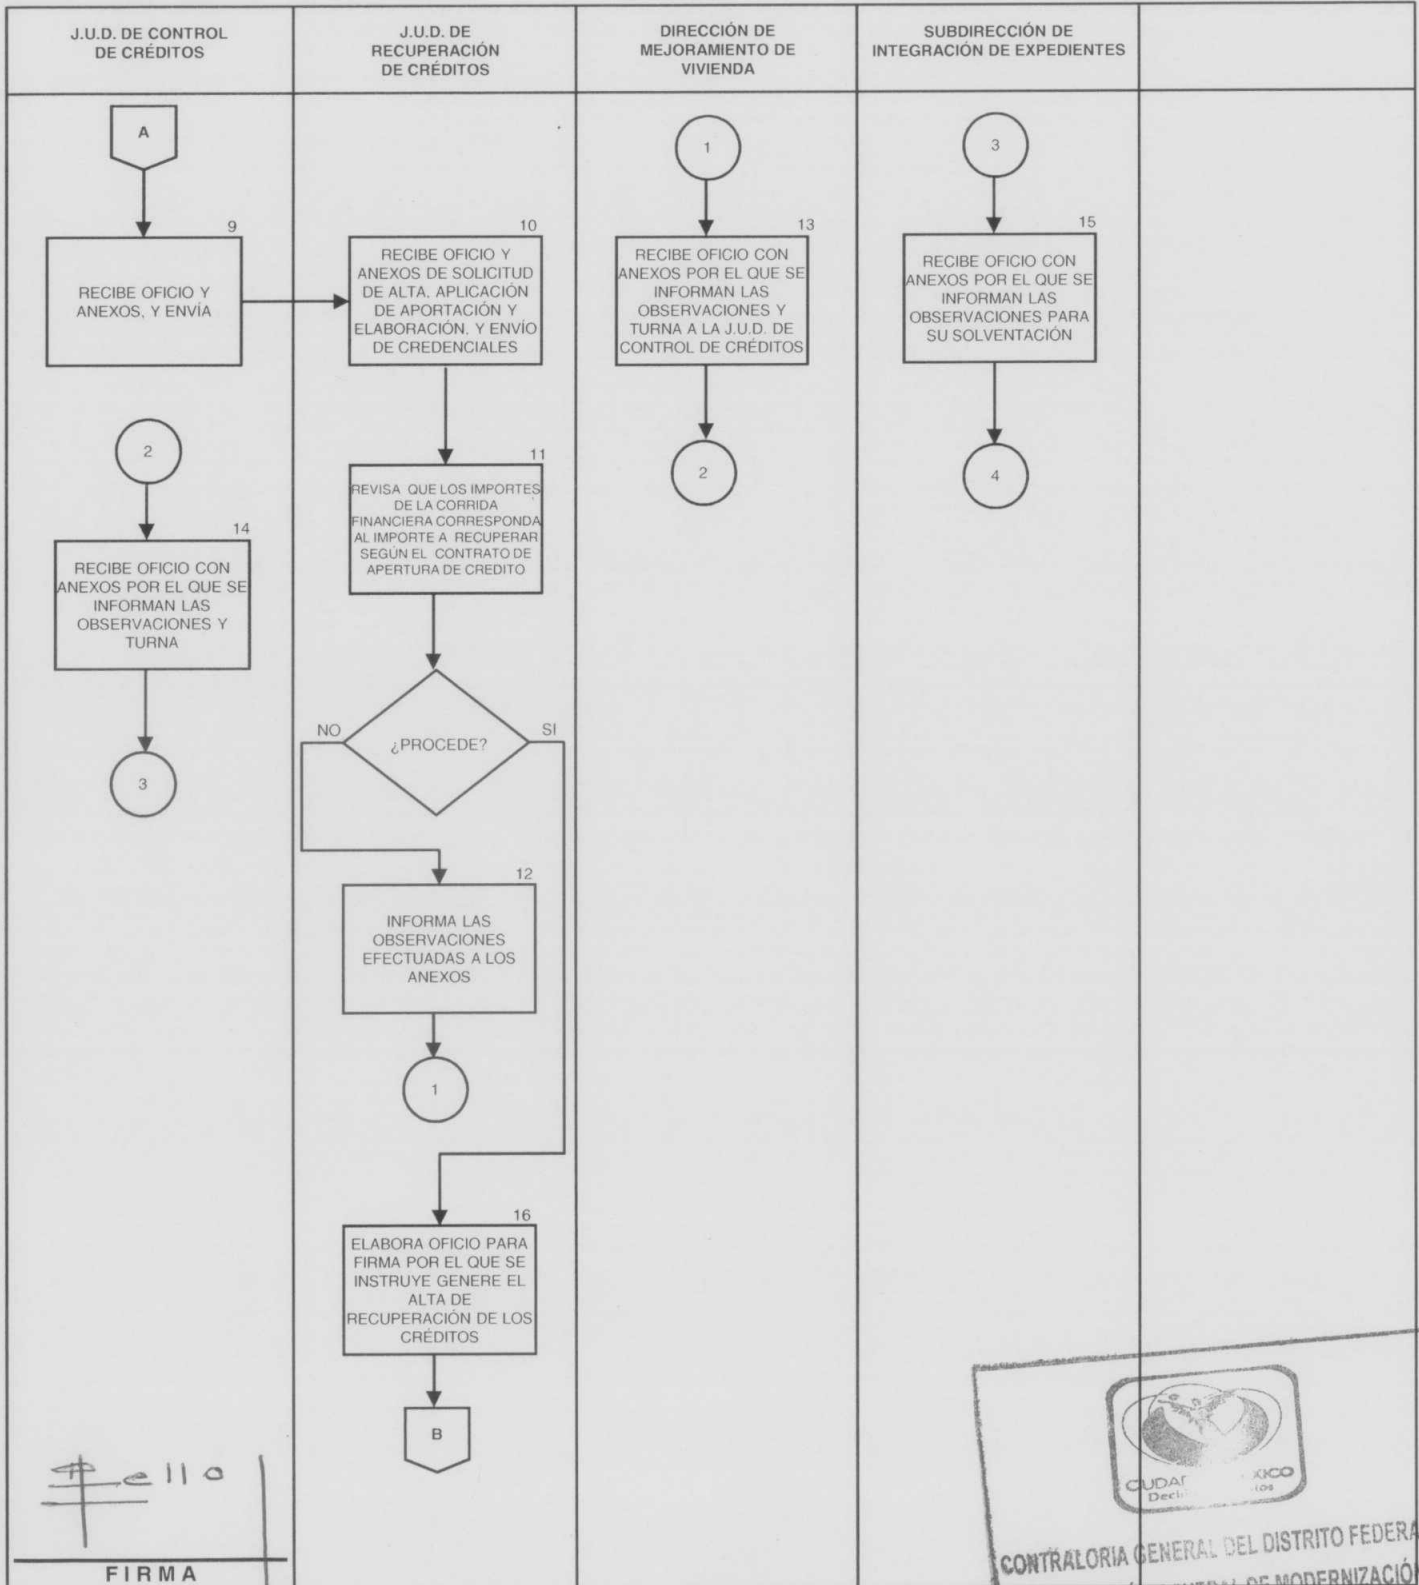 J.U.D. DE CONTROL
DE CRÉDITOS
J.U.D. DE
RECUPERACIÓN
DE CRÉDITOS
DIRECCIÓN DE
MEJORAMIENTO DE
VIVIENDA
SUBDIRECCIÓN DE
INTEGRACIÓN DE EXPEDIENTES
A
9
RECIBE OFICIO Y
ANEXOS, Y ENVÍA
2
14
RECIBE OFICIO CON
ANEXOS POR EL QUE SE
INFORMAN LAS
OBSERVACIONES Y
TURNA
3
10
RECIBE OFICIO Y
ANEXOS DE SOLICITUD
DE ALTA, APLICACIÓN
DE APORTACIÓN Y
ELABORACIÓN, Y ENVÍO
DE CREDENCIALES
11
REVISA QUE LOS IMPORTES
DE LA CORRIDA
FINANCIERA CORRESPONDA
AL IMPORTE A RECUPERAR
SEGÚN EL CONTRATO DE
APERTURA DE CREDITO
NO
¿PROCEDE?
SI
12
INFORMA LAS
OBSERVACIONES
EFECTUADAS A LOS
ANEXOS
1
16
ELABORA OFICIO PARA
FIRMA POR EL QUE SE
INSTRUYE GENERE EL
ALTA DE
RECUPERACIÓN DE LOS
CRÉDITOS
B
1
13
RECIBE OFICIO CON
ANEXOS POR EL QUE SE
INFORMAN LAS
OBSERVACIONES Y
TURNA A LA J.U.D. DE
CONTROL DE CRÉDITOS
2
3
15
RECIBE OFICIO CON
ANEXOS POR EL QUE SE
INFORMAN LAS
OBSERVACIONES PARA
SU SOLVENTACIÓN
4
FIRMA
CONTRALORIA GENERAL DEL DISTRITO FEDERA
DE MODERNIZACIÓN